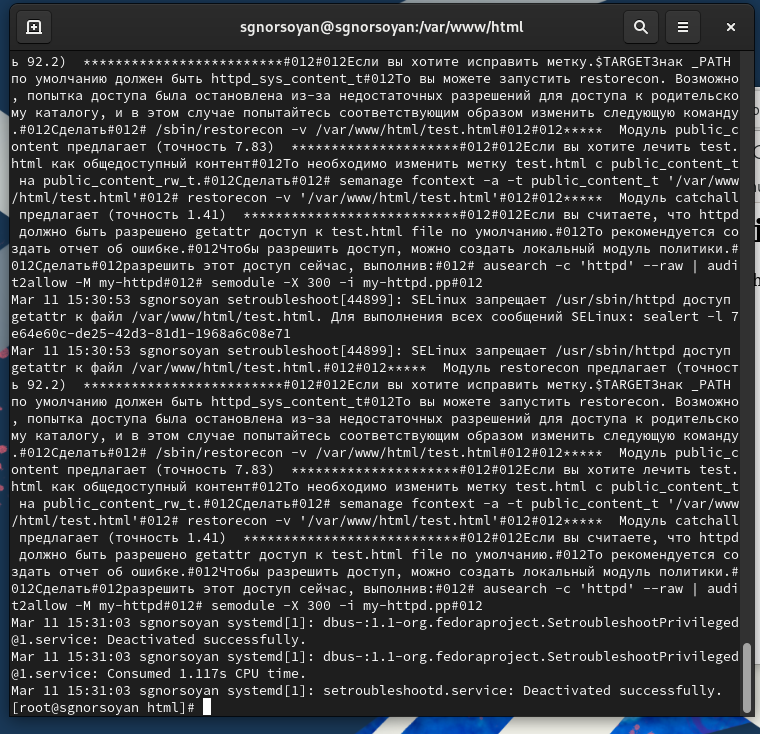 sgnorsoyan@sgnorsoyan:/var/www/html
ь 92.2)  *************************#012#012Если вы хотите исправить метку.$TARGETЗнак _PATH
по умолчанию должен быть httpd_sys_content_t#012То вы можете запустить restorecon. Возможно
, попытка доступа была остановлена из-за недостаточных разрешений для доступа к родительско
му каталогу, и в этом случае попытайтесь соответствующим образом изменить следующую команду
.#012Сделать#012# /sbin/restorecon -v /var/www/html/test.html#012#012*****  Модуль public_c
ontent предлагает (точность 7.83)  *********************#012#012Если вы хотите лечить test.
html как общедоступный контент#012То необходимо изменить метку test.html с public_content_t
 на public_content_rw_t.#012Сделать#012# semanage fcontext -a -t public_content_t '/var/www
/html/test.html'#012# restorecon -v '/var/www/html/test.html'#012#012*****  Модуль catchall
 предлагает (точность 1.41)  ***************************#012#012Если вы считаете, что httpd
 должно быть разрешено getattr доступ к test.html file по умолчанию.#012То рекомендуется со
здать отчет об ошибке.#012Чтобы разрешить доступ, можно создать локальный модуль политики.#
012Сделать#012разрешить этот доступ сейчас, выполнив:#012# ausearch -c 'httpd' --raw | audi
t2allow -M my-httpd#012# semodule -X 300 -i my-httpd.pp#012
Mar 11 15:30:53 sgnorsoyan setroubleshoot[44899]: SELinux запрещает /usr/sbin/httpd доступ
getattr к файл /var/www/html/test.html. Для выполнения всех сообщений SELinux: sealert -l 7
e64e60c-de25-42d3-81d1-1968a6c08e71
Mar 11 15:30:53 sgnorsoyan setroubleshoot[44899]: SELinux запрещает /usr/sbin/httpd доступ
getattr к файл /var/www/html/test.html.#012#012*****  Модуль restorecon предлагает (точност
ь 92.2)  *************************#012#012Если вы хотите исправить метку.$TARGETЗнак _PATH
по умолчанию должен быть httpd_sys_content_t#012То вы можете запустить restorecon. Возможно
, попытка доступа была остановлена из-за недостаточных разрешений для доступа к родительско
му каталогу, и в этом случае попытайтесь соответствующим образом изменить следующую команду
.#012Сделать#012# /sbin/restorecon -v /var/www/html/test.html#012#012*****  Модуль public_c
ontent предлагает (точность 7.83)  *********************#012#012Если вы хотите лечить test.
html как общедоступный контент#012То необходимо изменить метку test.html с public_content_t
 на public_content_rw_t.#012Сделать#012# semanage fcontext -a -t public_content_t '/var/www
/html/test.html'#012# restorecon -v '/var/www/html/test.html'#012#012*****  Модуль catchall
 предлагает (точность 1.41)  ***************************#012#012Если вы считаете, что httpd
 должно быть разрешено getattr доступ к test.html file по умолчанию.#012То рекомендуется со
здать отчет об ошибке.#012Чтобы разрешить доступ, можно создать локальный модуль политики.#
012Сделать#012разрешить этот доступ сейчас, выполнив:#012# ausearch -c 'httpd' --raw | audi
t2allow -M my-httpd#012# semodule -X 300 -i my-httpd.pp#012
Mar 11 15:31:03 sgnorsoyan systemd[1]: dbus-:1.1-org.fedoraproject.SetroubleshootPrivileged
@1.service: Deactivated successfully.
Mar 11 15:31:03 sgnorsoyan systemd[1]: dbus-:1.1-org.fedoraproject.SetroubleshootPrivileged
@1.service: Consumed 1.117s CPU time.
Mar 11 15:31:03 sgnorsoyan systemd[1]: setroubleshootd.service: Deactivated successfully.
[root@sgnorsoyan html]#